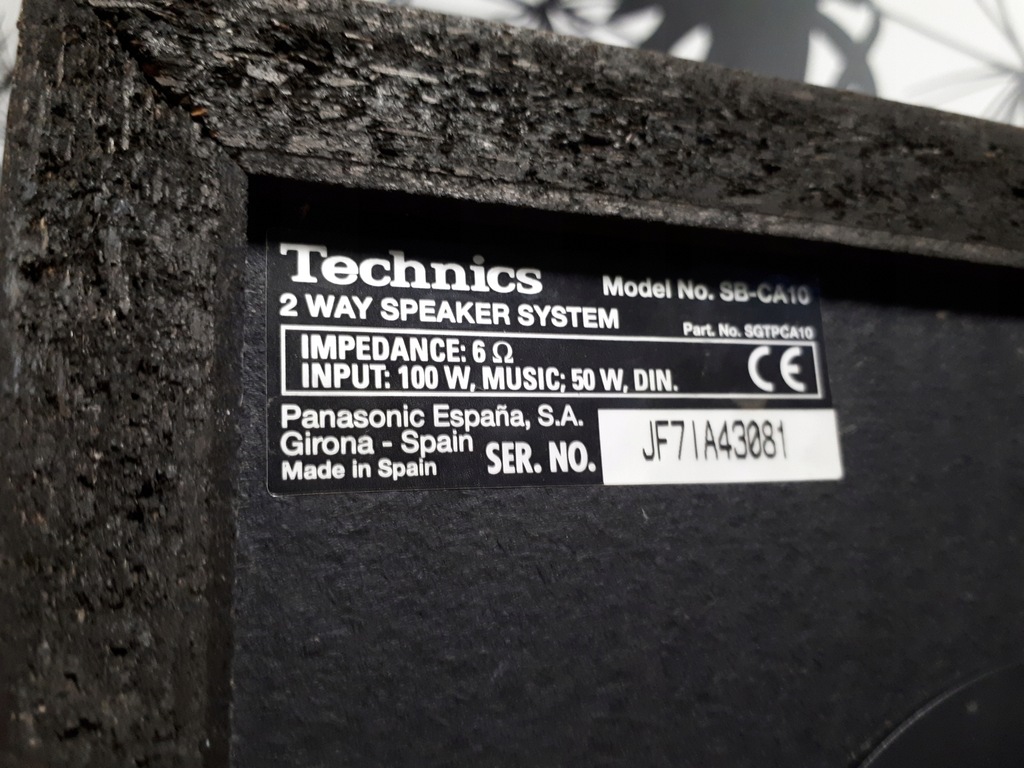 Technics
Model No. SB-CA10
2 WAY SPEAKER SYSTEM
Part. No. SGTPCA10
IMPEDANCE: 6 Ω
INPUT: 100 W, MUSIC; 50 W, DIN.
CE
Panasonic España, S.A.
Girona - Spain
Made in Spain
SER. NO.
JF7IA43081